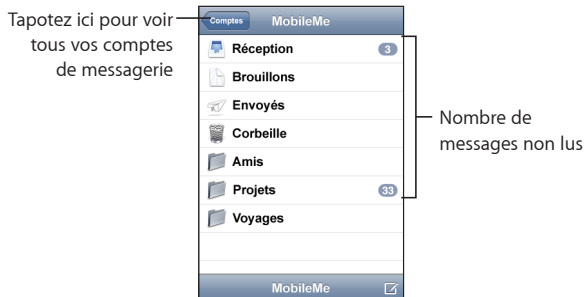 Tapotez ici pour voir
tous vos comptes
de messagerie
Comptes
MobileMe
Réception
3
Brouillons
Envoyés
Corbeille
Amis
Projets
33
Voyages
MobileMe
Nombre de
messages non lus